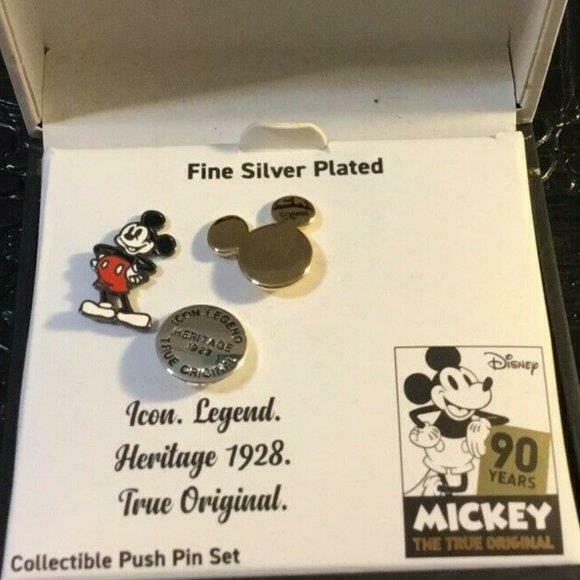 Fine Silver Plated
ICON LEGEND
HERITAGE
1928
TRUE ORIGINAL
Icon. Legend.
Heritage 1928.
True Original.
Disney
90
YEARS
MICKEY
THE TRUE ORIGINAL
Collectible Push Pin Set